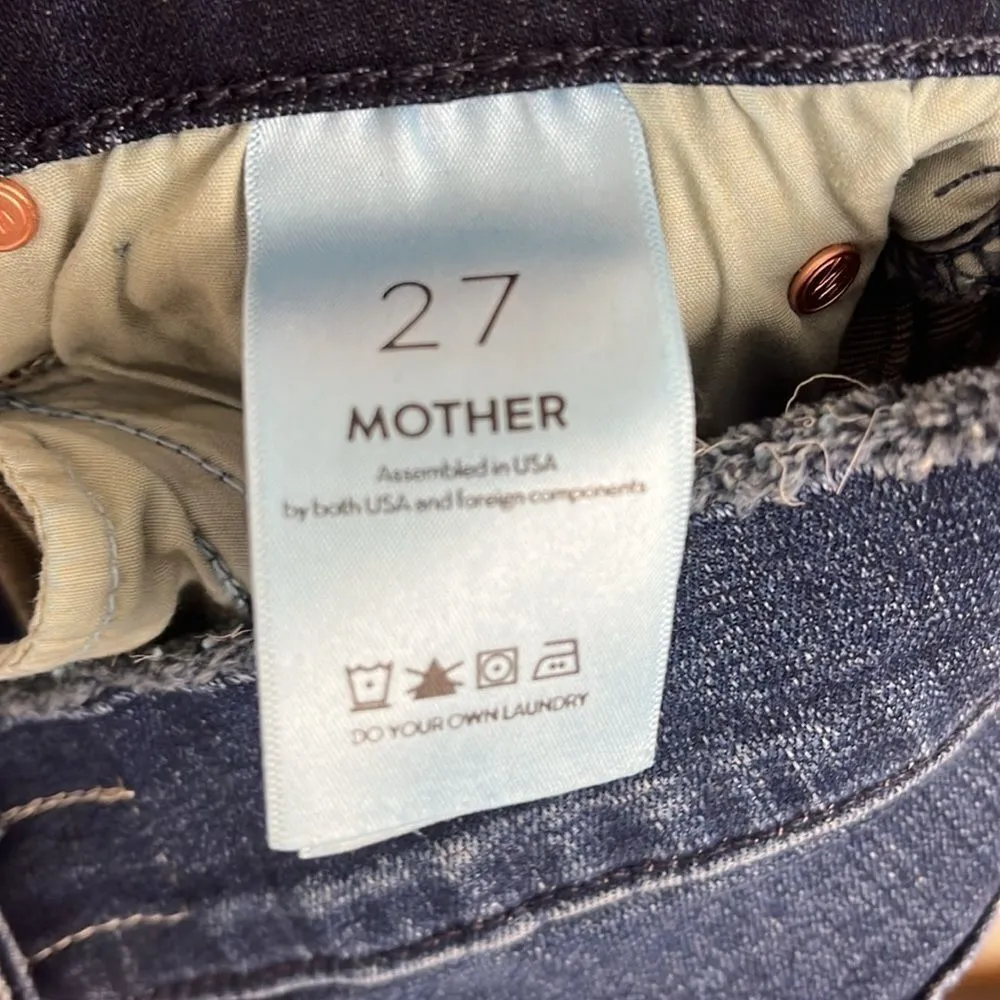 27
MOTHER
Assembled in USA
by both USA and foreign components
DO YOUR OWN LAUNDRY